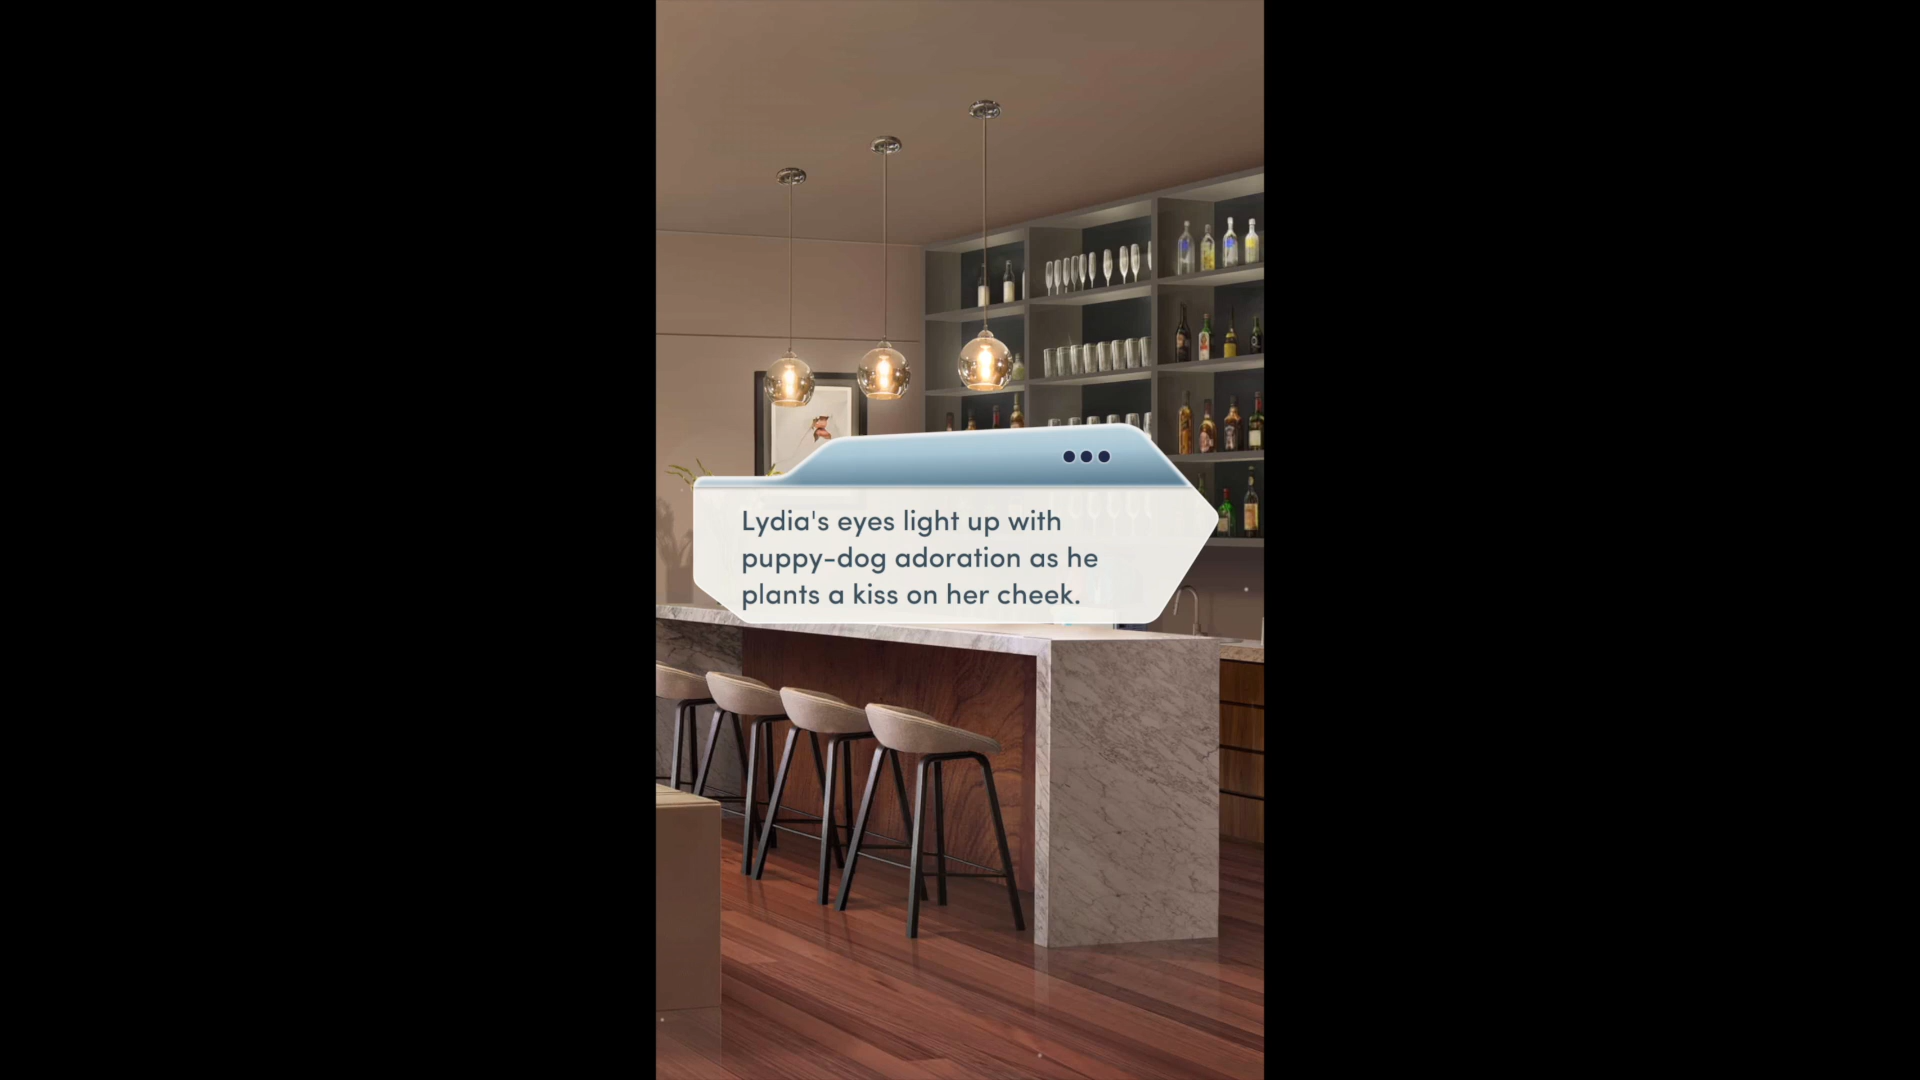 Lydia's eyes light up with
puppy-dog adoration as he
plants a kiss on her cheek.